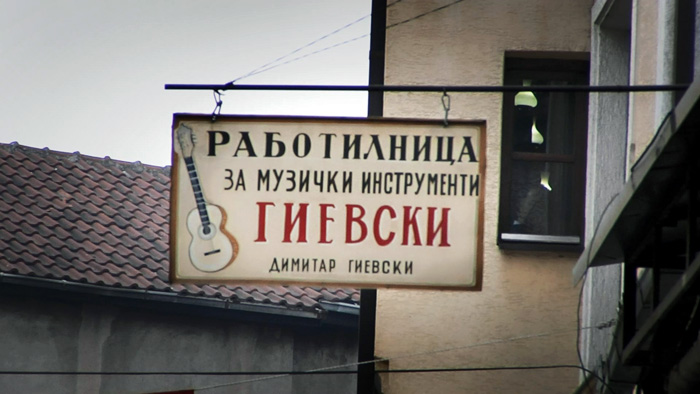 РАБОТИЛНИЦА
ЗА МУЗИЧКИ ИНСТРУМЕНТИ
ГИЕВСКИ
ДИМИТАР ГИЕВСКИ